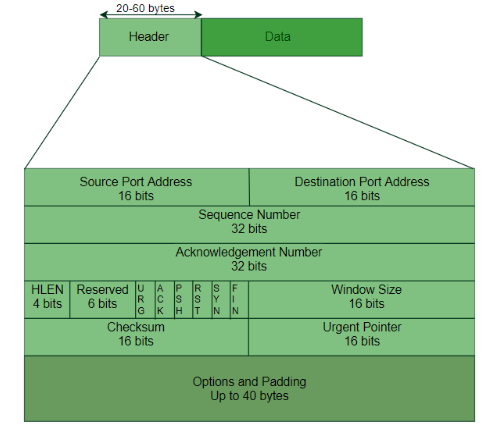 20-60 bytes
Header
Data
Source Port Address
16 bits
Destination Port Address
16 bits
Sequence Number
32 bits
Acknowledgement Number
32 bits
HLEN
4 bits
Reserved
6 bits
URG
ACK
PSH
RST
SYN
FIN
Window Size
16 bits
Checksum
16 bits
Urgent Pointer
16 bits
Options and Padding
Up to 40 bytes